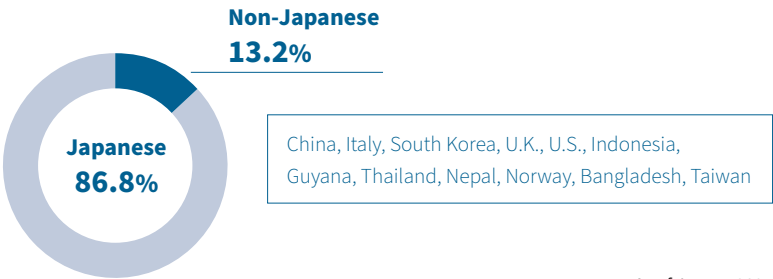 Non-Japanese
13.2%
Japanese
86.8%
China, Italy, South Korea, U.K., U.S., Indonesia,
Guyana, Thailand, Nepal, Norway, Bangladesh, Taiwan